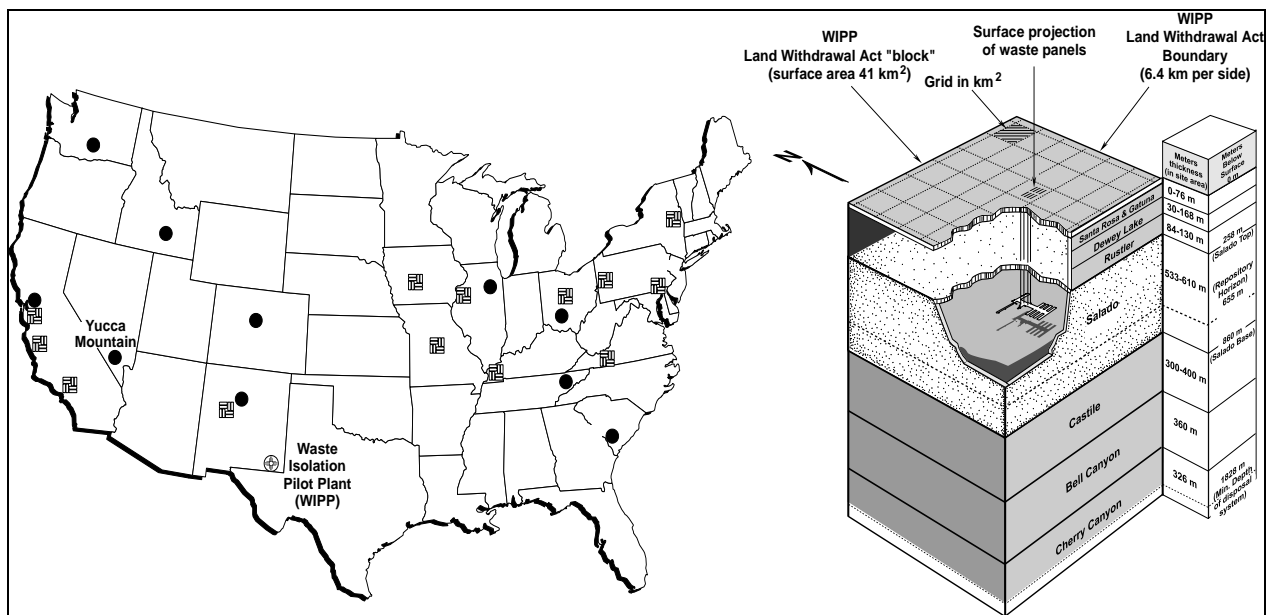 Yucca
Mountain
Waste
Isolation
Pilot Plant
(WIPP)
WIPP
Land Withdrawal Act "block"
(surface area 41 km²)
Grid in km²
Surface projection
of waste panels
WIPP
Land Withdrawal Act
Boundary
(6.4 km per side)
N
Santa Rosa & Gatuna
Dewey Lake
Rustler
Salado
Castile
Bell Canyon
Cherry Canyon
Meters
thickness
(in site area)
0-76 m
30-168 m
84-130 m
533-610 m
300-400 m
360 m
326 m
Meters
Below
Surface
0 m
258 m
(Salado Top)
(Repository
Horizon)
655 m
860 m
(Salado Base)
1828 m
(Min. Depth
of disposal
system)